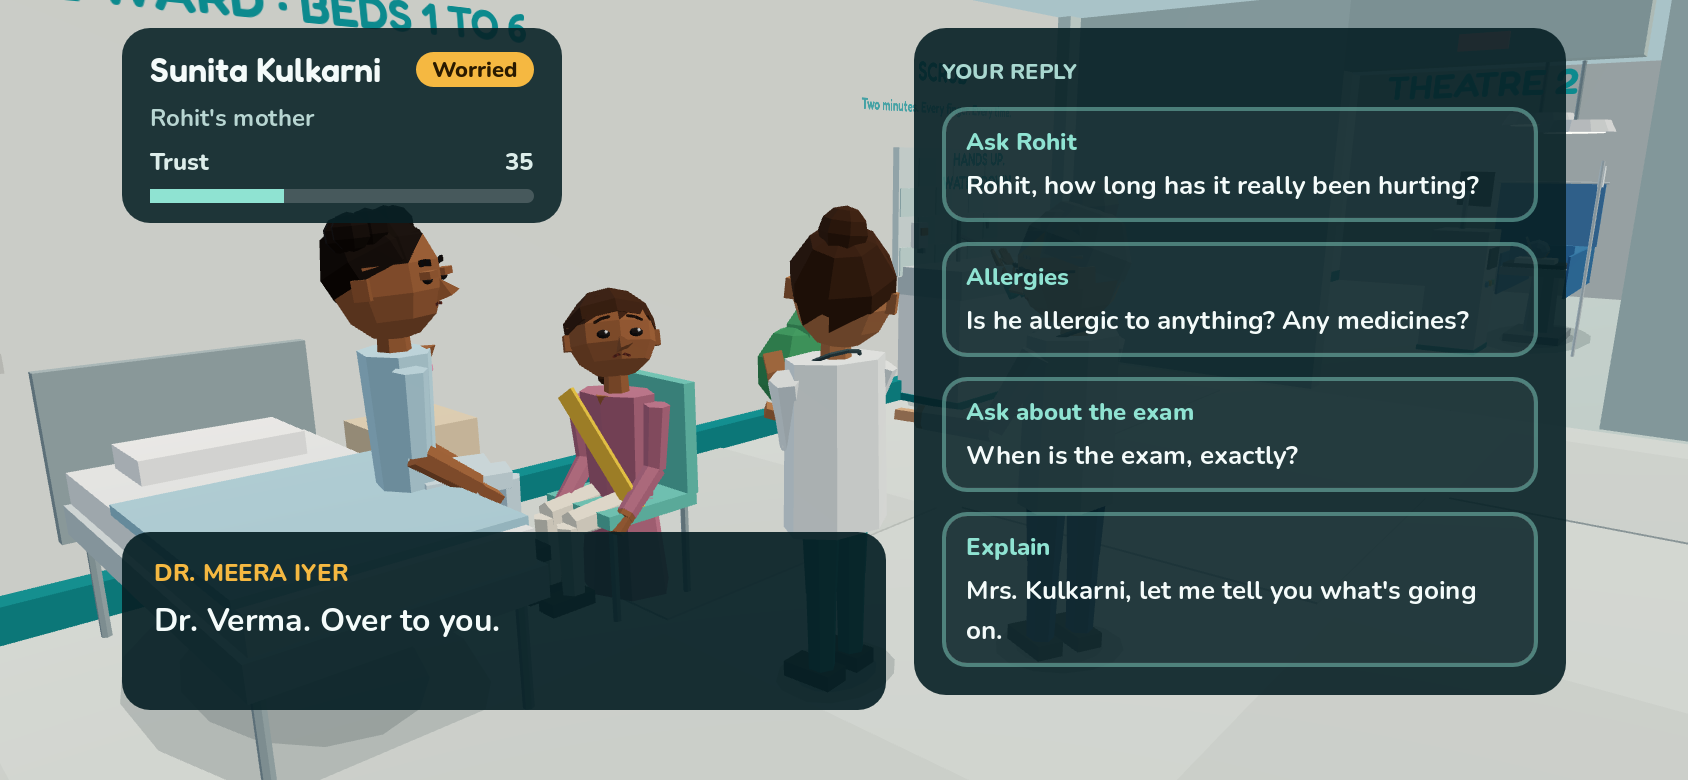 WARD · BEDS 1 TO 6
Sunita Kulkarni
Worried
Rohit's mother
Trust
35
DR. MEERA IYER
Dr. Verma. Over to you.
Two minutes
THEATRE 2
YOUR REPLY
Ask Rohit
Rohit, how long has it really been hurting?
Allergies
Is he allergic to anything? Any medicines?
Ask about the exam
When is the exam, exactly?
Explain
Mrs. Kulkarni, let me tell you what's going
on.